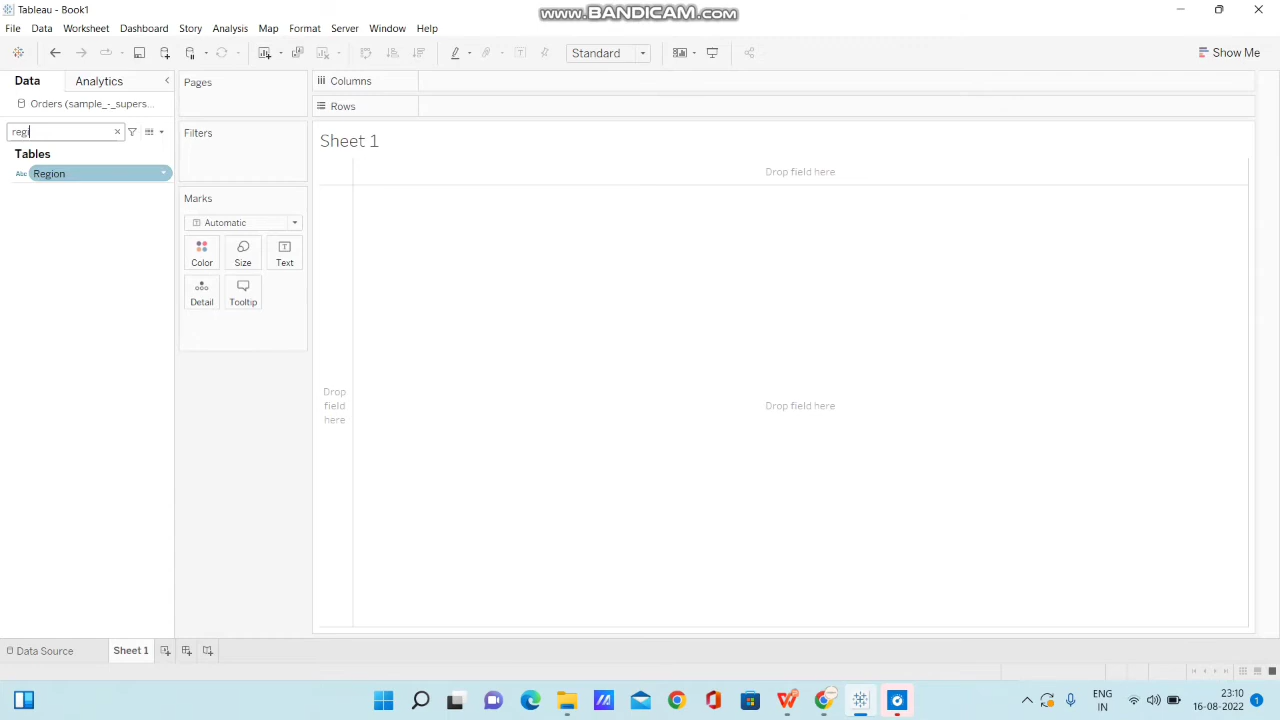 Tableau - Book1
www.BANDICAM.com
File Data Worksheet Dashboard Story Analysis Map Format Server Window Help
Standard
Show Me
Data Analytics
Pages
Columns
Orders (sample_-_supers...
Rows
regi
Filters
Sheet 1
Tables
Abc Region
Drop field here
Marks
Automatic
Color Size Text
Detail Tooltip
Drop
field
here
Drop field here
Data Source Sheet 1
ENG
IN
23:10
16-08-2022
1